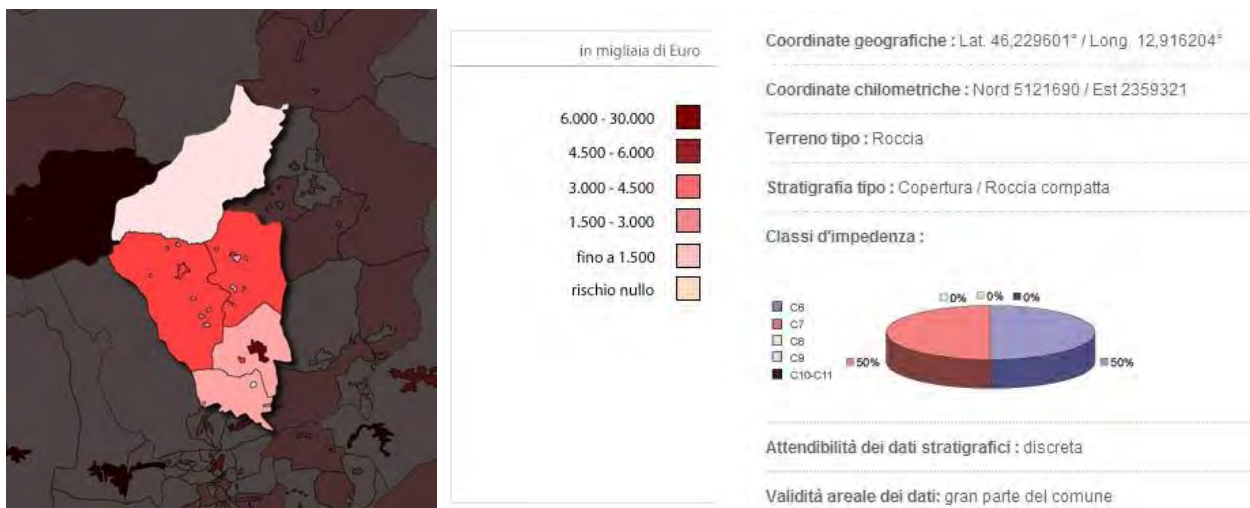 in migliaia di Euro
6.000 - 30.000
4.500 - 6.000
3.000 - 4.500
1.500 - 3.000
fino a 1.500
rischio nullo
Coordinate geografiche : Lat. 46,229601° / Long. 12,916204°
Coordinate chilometriche : Nord 5121690 / Est 2359321
Terreno tipo : Roccia
Stratigrafia tipo : Copertura / Roccia compatta
Classi d'impedenza :
C6
C7
C8
C9
C10-C11
0% 0% 0%
50%
50%
Attendibilità dei dati stratigrafici : discreta
Validità areale dei dati: gran parte del comune